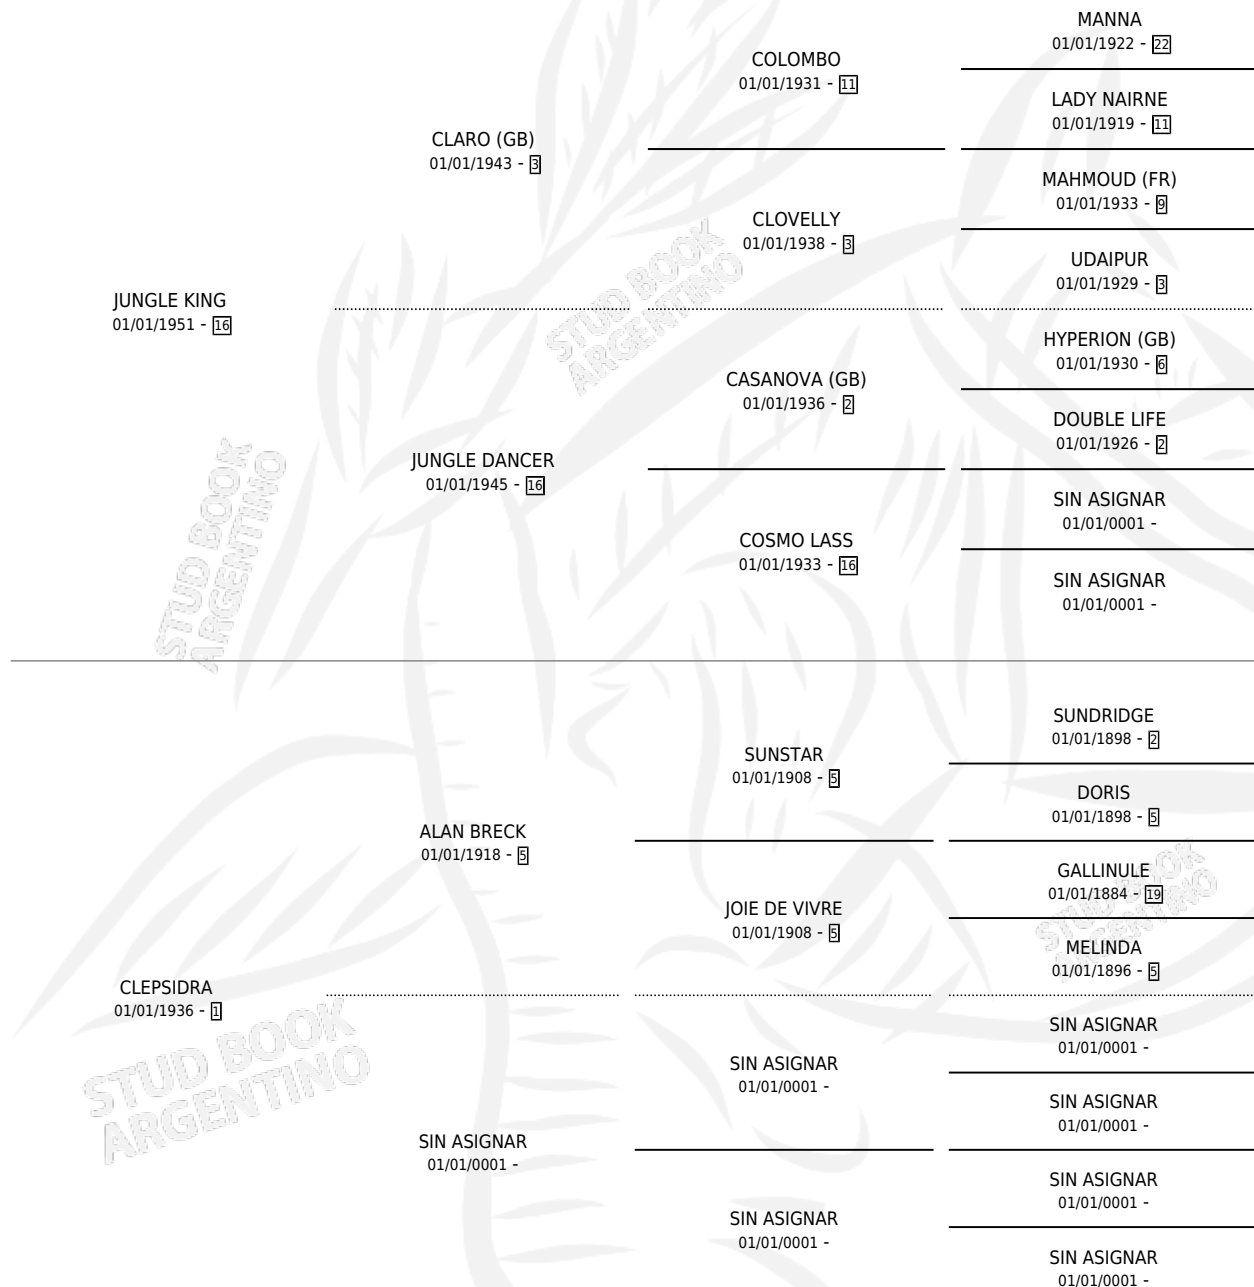 MANNA
01/01/1922 - 22
COLOMBO
01/01/1931 - 11
LADY NAIRNE
01/01/1919 - 11
CLARO (GB)
01/01/1943 - 3
MAHMOUD (FR)
01/01/1933 - 9
CLOVELLY
01/01/1938 - 3
UDAIPUR
01/01/1929 - 3
JUNGLE KING
01/01/1951 - 16
HYPERION (GB)
01/01/1930 - 6
CASANOVA (GB)
01/01/1936 - 2
DOUBLE LIFE
01/01/1926 - 2
JUNGLE DANCER
01/01/1945 - 16
SIN ASIGNAR
01/01/0001 -
COSMO LASS
01/01/1933 - 16
SIN ASIGNAR
01/01/0001 -
SUNDRIDGE
01/01/1898 - 2
SUNSTAR
01/01/1908 - 5
DORIS
01/01/1898 - 5
ALAN BRECK
01/01/1918 - 5
GALLINULE
01/01/1884 - 19
JOIE DE VIVRE
01/01/1908 - 5
MELINDA
01/01/1896 - 5
CLEPSIDRA
01/01/1936 - 1
SIN ASIGNAR
01/01/0001 -
SIN ASIGNAR
01/01/0001 -
SIN ASIGNAR
01/01/0001 -
SIN ASIGNAR
01/01/0001 -
SIN ASIGNAR
01/01/0001 -
SIN ASIGNAR
01/01/0001 -
SIN ASIGNAR
01/01/0001 -
STUD BOOK
ARGENTINO
STUD BOOK
ARGENTINO
STUD BOOK
ARGENTINO
STUD BOOK
ARGENTINO